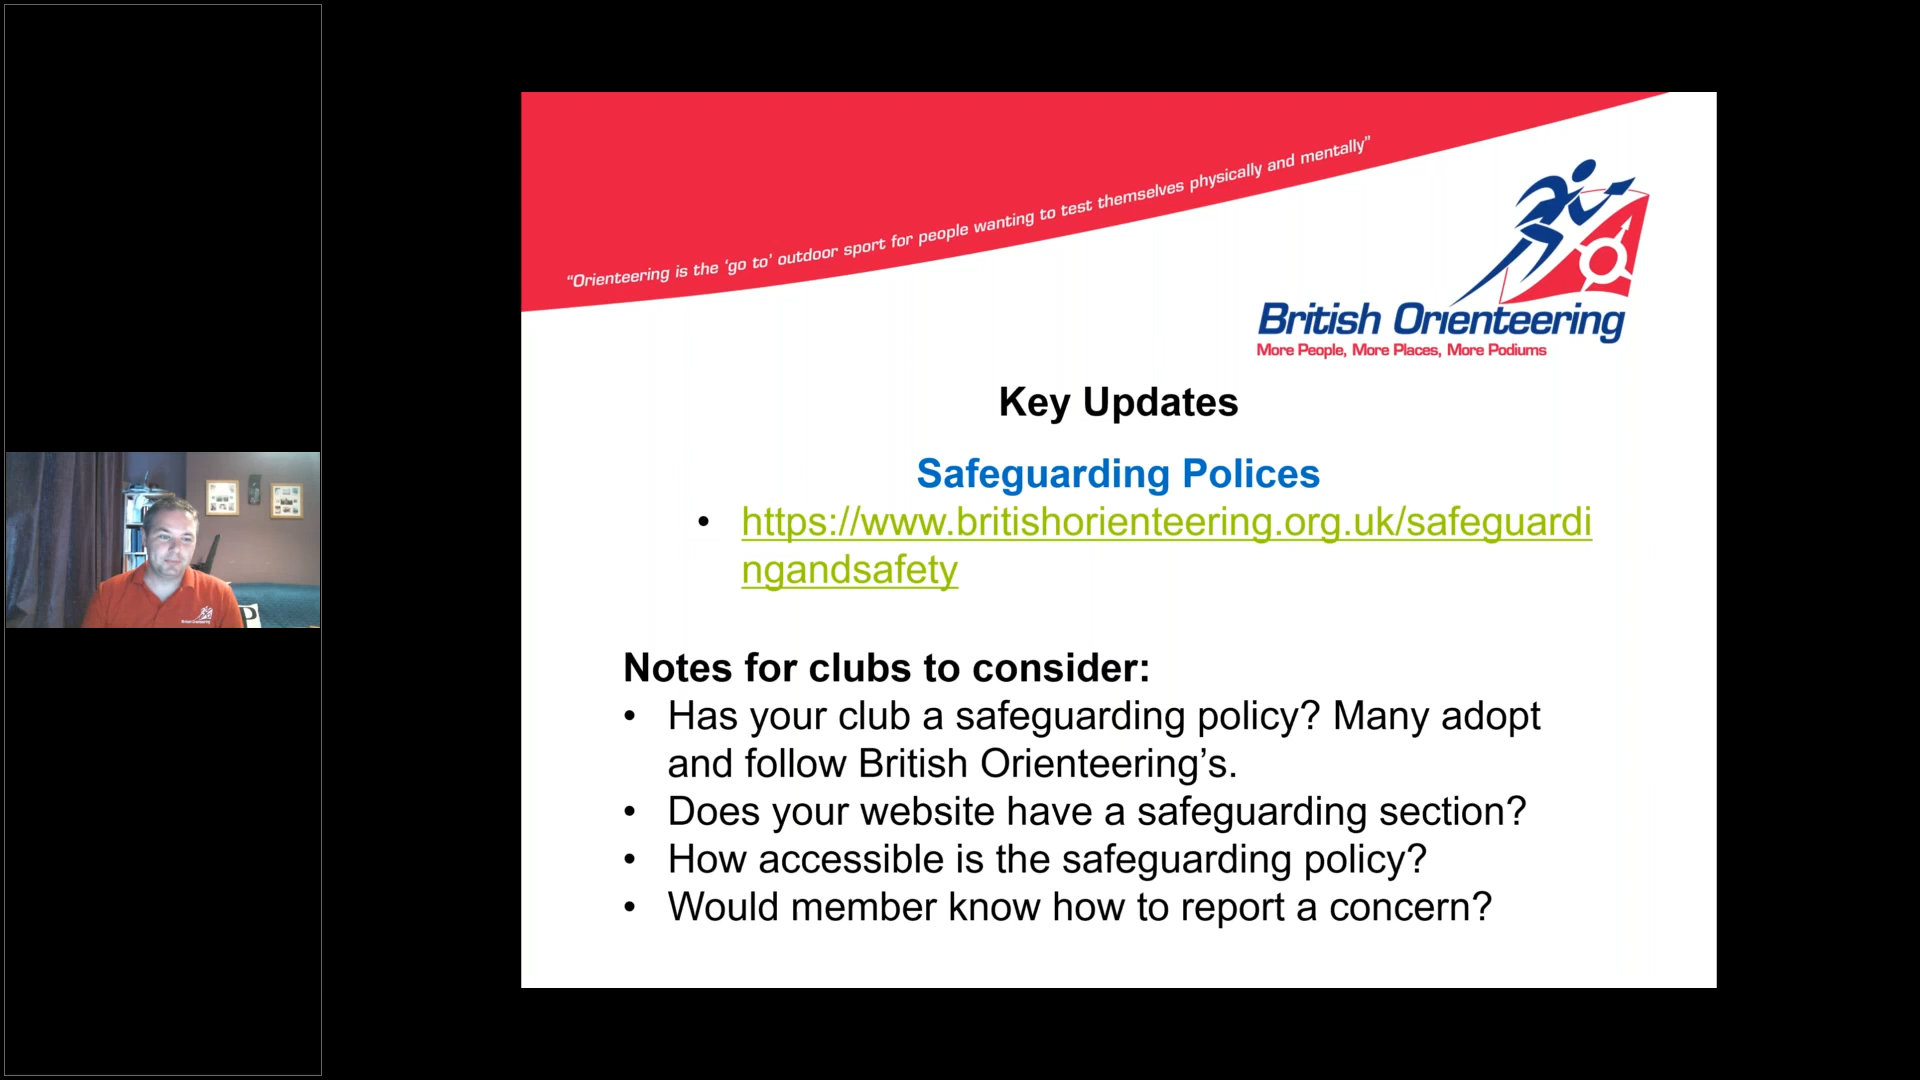 "Orienteering is the 'go to' outdoor sport for people wanting to test themselves physically and mentally"
British Orienteering
More People, More Places, More Podiums
Key Updates
Safeguarding Polices
• https://www.britishorienteering.org.uk/safeguardi
ngandsafety
Notes for clubs to consider:
• Has your club a safeguarding policy? Many adopt
and follow British Orienteering’s.
• Does your website have a safeguarding section?
• How accessible is the safeguarding policy?
• Would member know how to report a concern?
British Orienteering
P